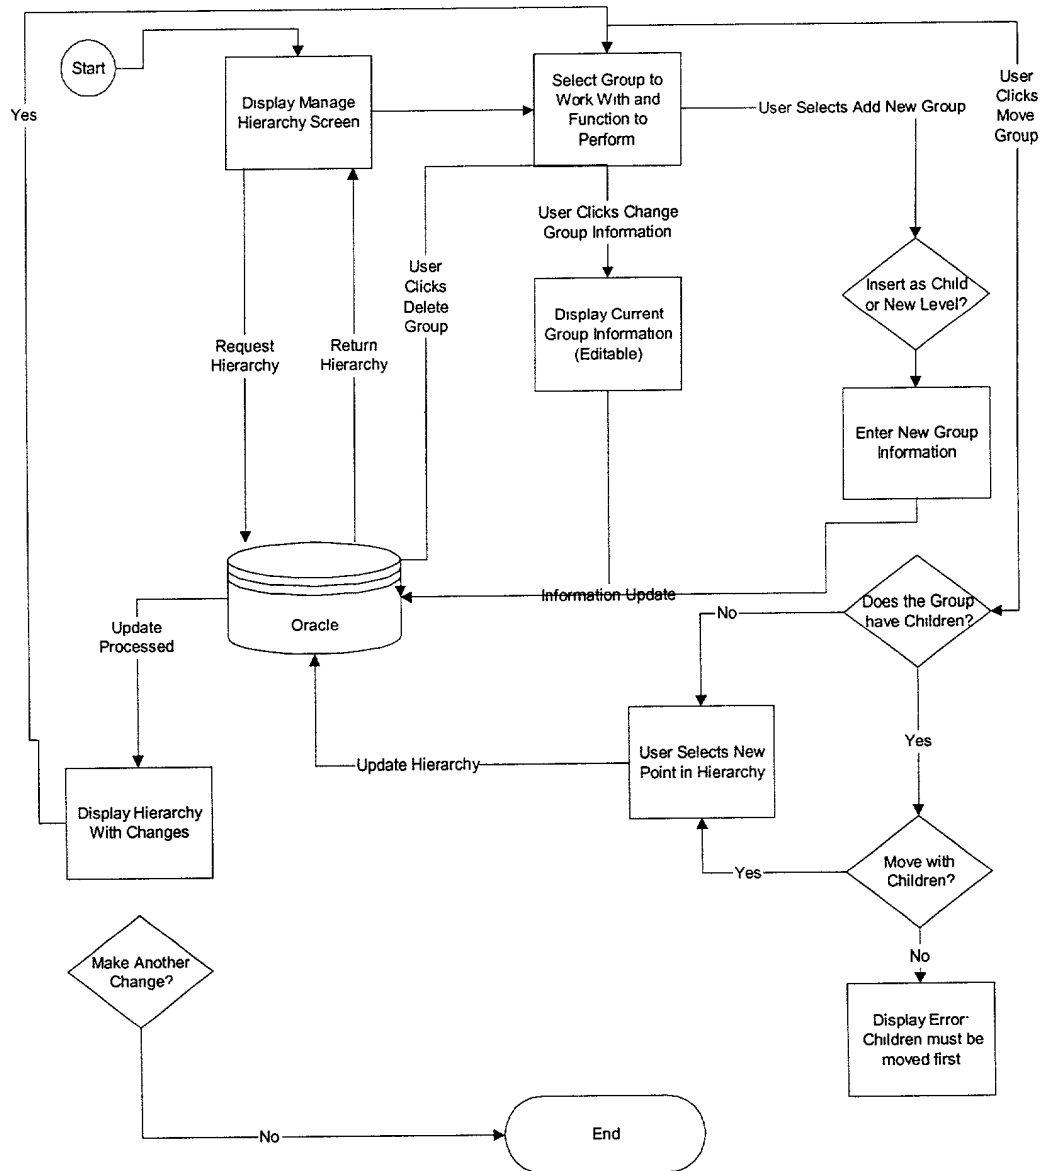 Start
Display Manage
Hierarchy Screen
Select Group to
Work With and
Function to
Perform
User Selects Add New Group
User
Clicks
Move
Group
Yes
User Clicks Change
Group Information
User
Clicks
Delete
Group
Insert as Child
or New Level?
Display Current
Group Information
(Editable)
Request
Hierarchy
Return
Hierarchy
Enter New Group
Information
Information Update
Does the Group
have Children?
No
Oracle
Update
Processed
Yes
User Selects New
Point in Hierarchy
Update Hierarchy
Display Hierarchy
With Changes
Move with
Children?
Yes
No
Make Another
Change?
Display Error-
Children must be
moved first
No
End